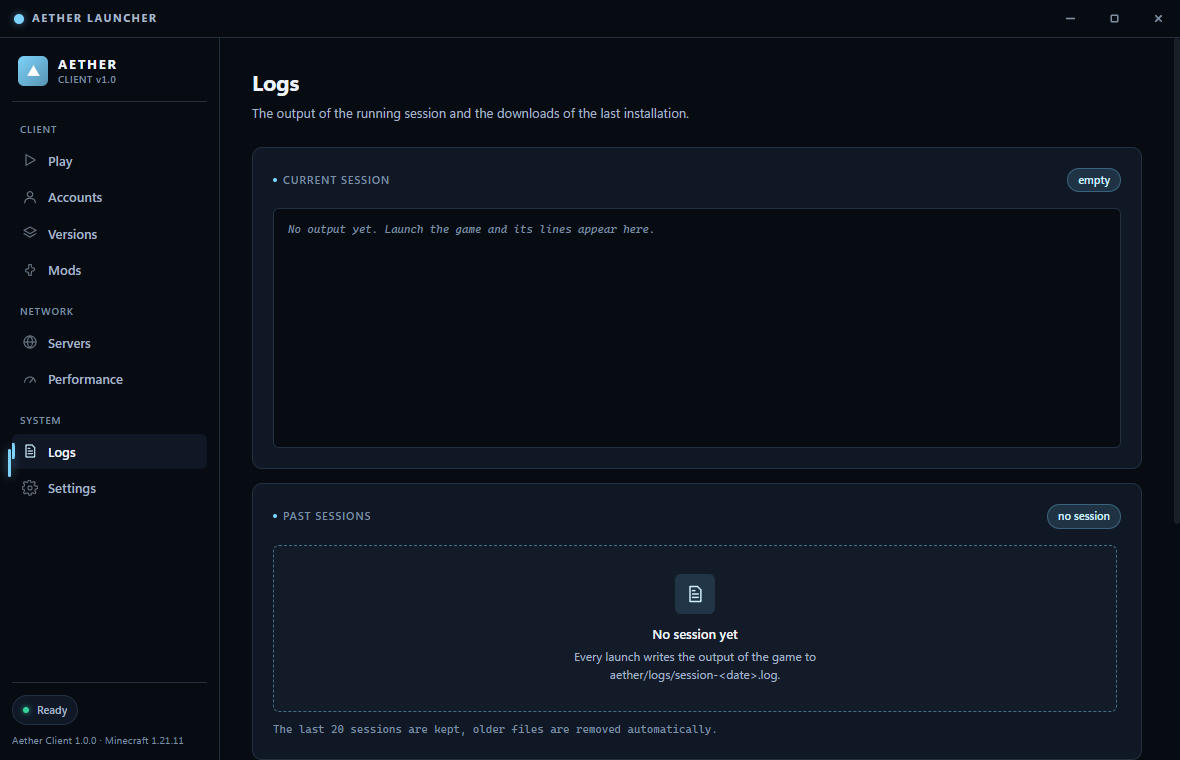 AETHER LAUNCHER
AETHER
CLIENT v1.0
CLIENT
Play
Accounts
Versions
Mods
NETWORK
Servers
Performance
SYSTEM
Logs
Settings
Ready
Aether Client 1.0.0 · Minecraft 1.21.11
Logs
The output of the running session and the downloads of the last installation.
CURRENT SESSION
empty
No output yet. Launch the game and its lines appear here.
PAST SESSIONS
no session
No session yet
Every launch writes the output of the game to
aether/logs/session-<date>.log.
The last 20 sessions are kept, older files are removed automatically.